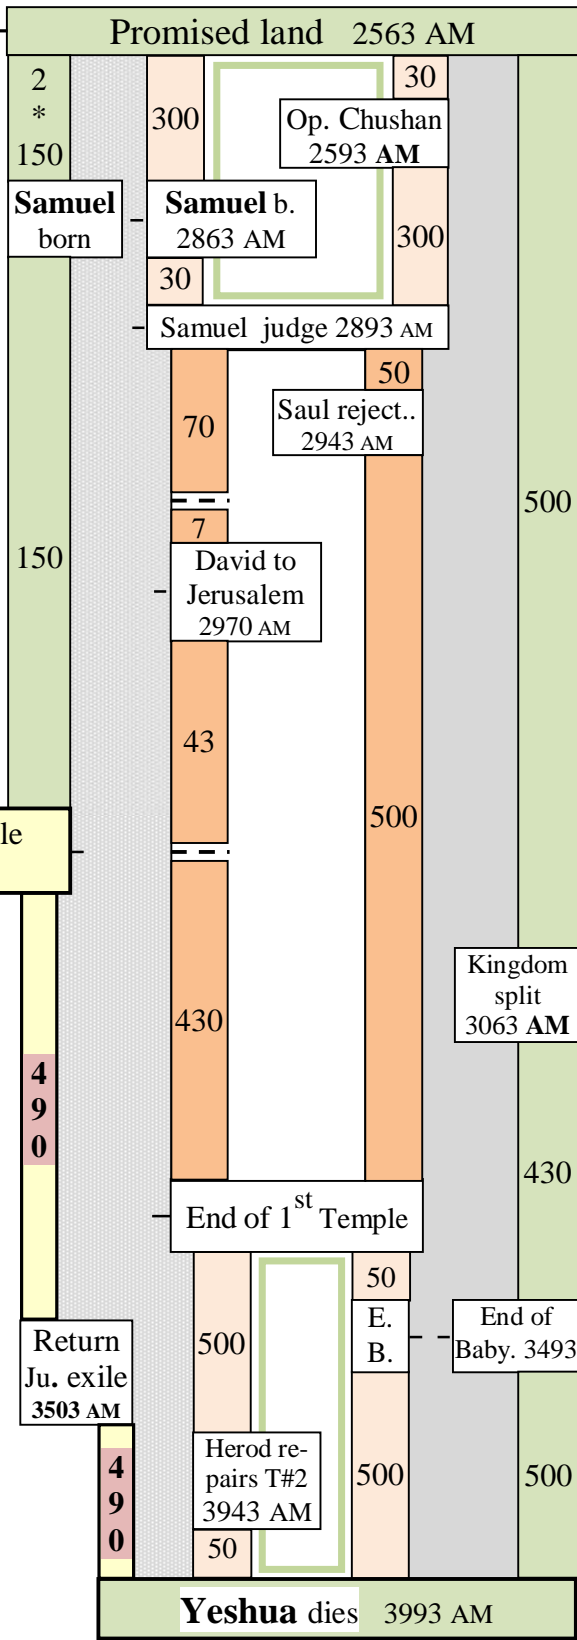 Promised land 2563 AM
2
*
150
300
30
Op. Chushan
2593 AM
Samuel
born
Samuel b.
2863 AM
300
30
Samuel judge 2893 AM
50
70
Saul reject..
2943 AM
500
7
150
David to
Jerusalem
2970 AM
43
500
le
Kingdom
split
3063 AM
430
4
9
0
430
End of 1st Temple
50
500
E.
B.
End of
Baby. 3493
Return
Ju. exile
3503 AM
Herod re-
pairs T#2
3943 AM
4
9
0
500
500
50
Yeshua dies 3993 AM